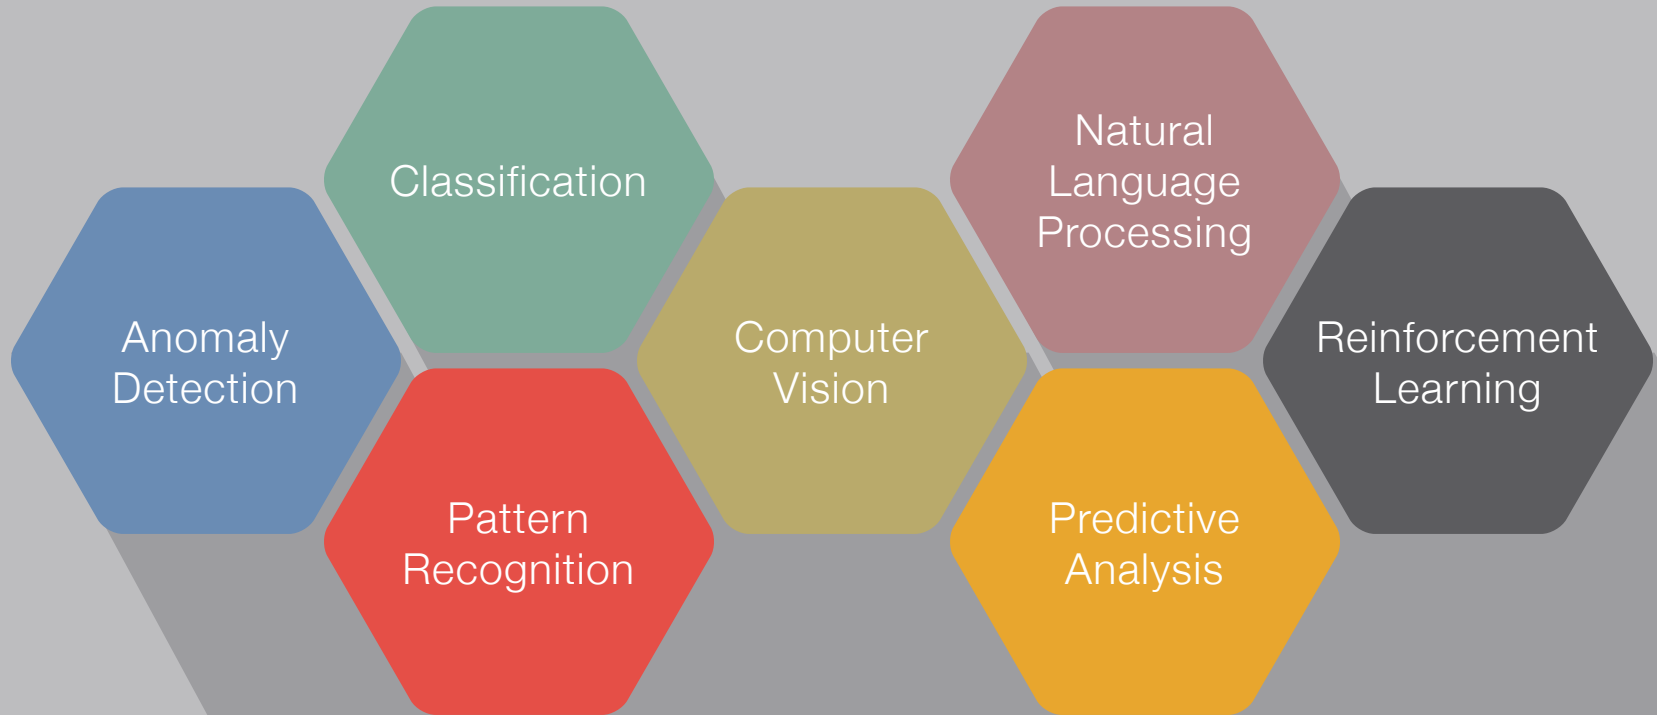 Classification
Natural
Language
Processing
Anomaly
Detection
Computer
Vision
Reinforcement
Learning
Pattern
Recognition
Predictive
Analysis